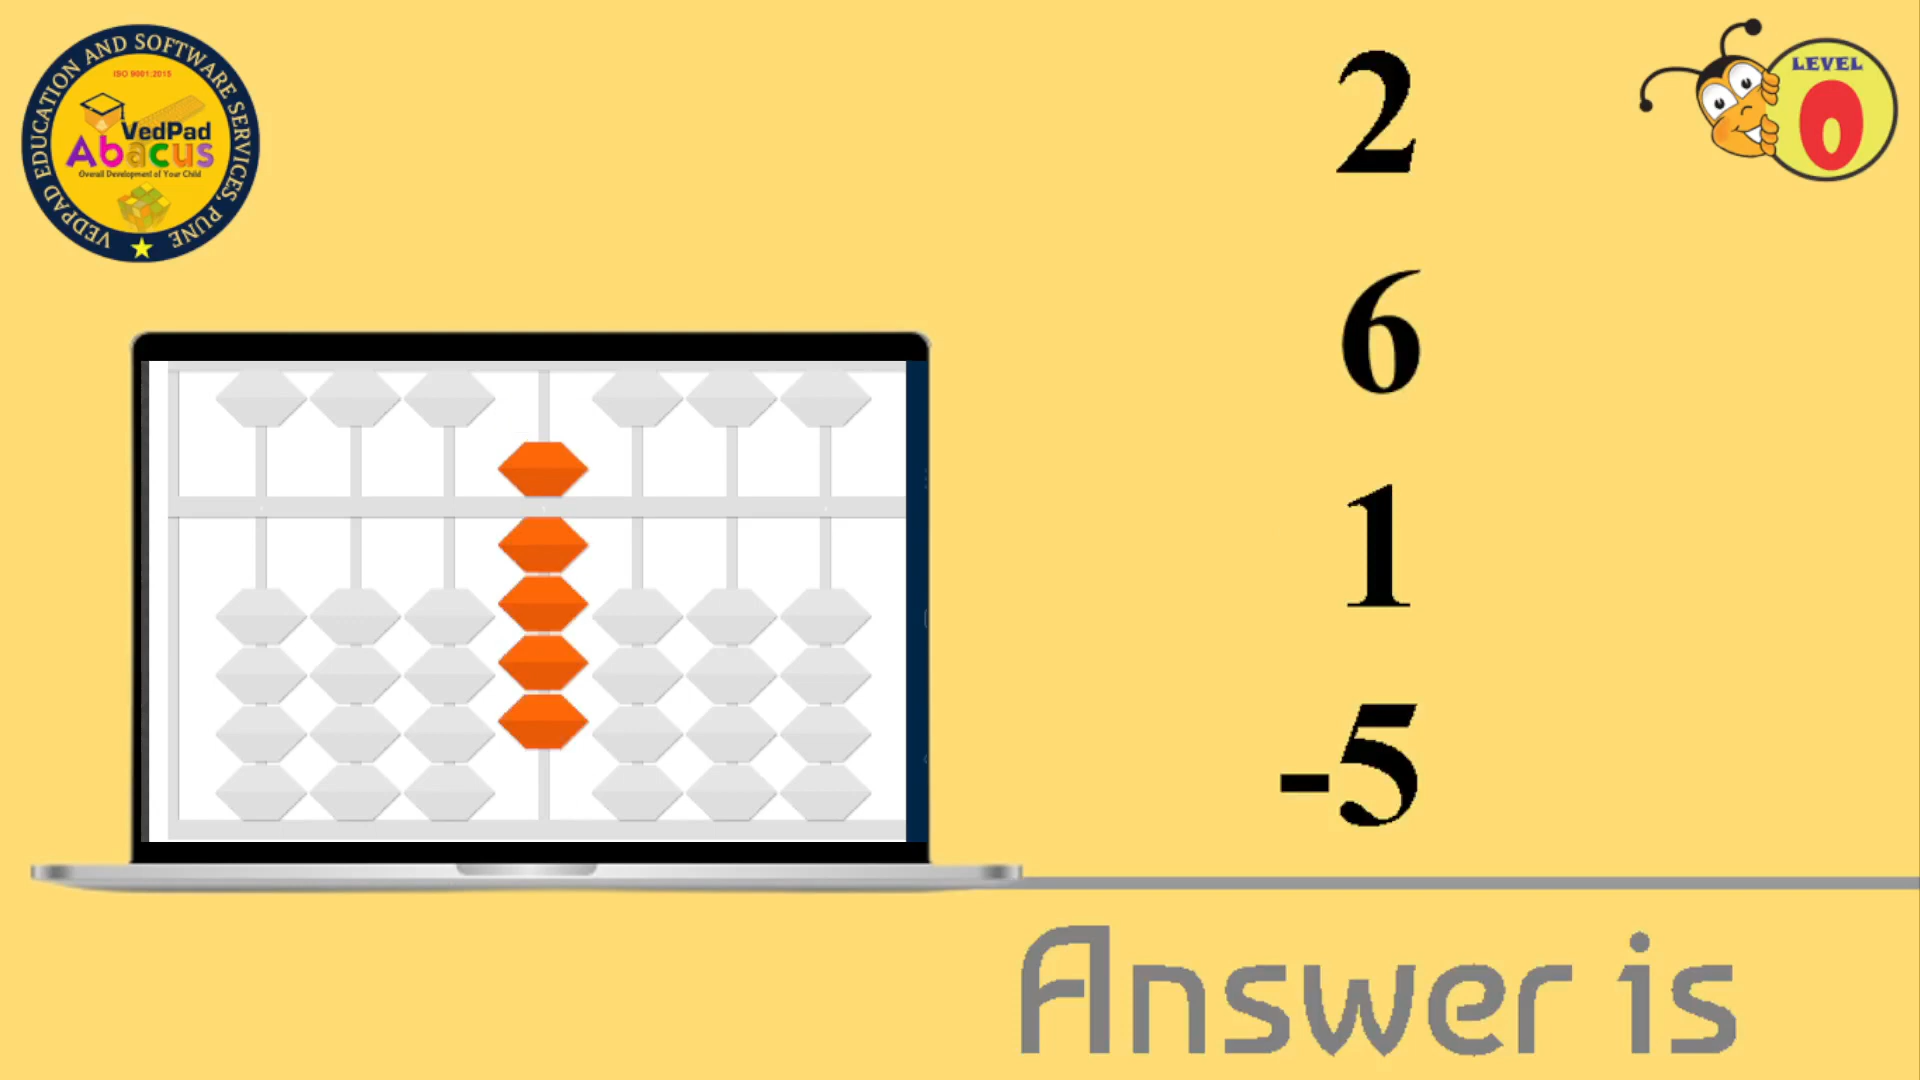 VEDPAD EDUCATION AND SOFTWARE SERVICES, PUNE
ISO 9001:2015
VedPad
Abacus
Overall Development of Your Child
LEVEL
0
2
6
1
-5
Answer is